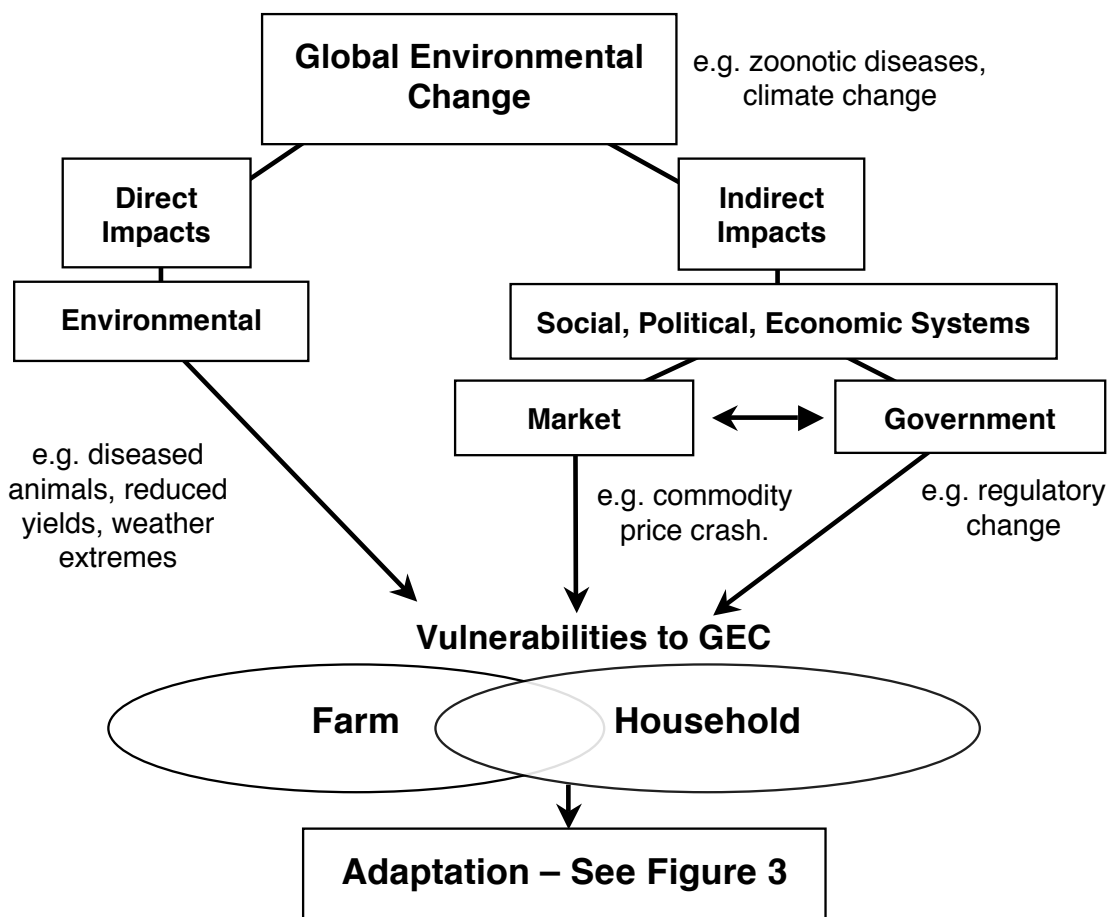 Global Environmental
Change
e.g. zoonotic diseases,
climate change
Direct
Impacts
Indirect
Impacts
Environmental
Social, Political, Economic Systems
Market
Government
e.g. diseased
animals, reduced
yields, weather
extremes
e.g. commodity
price crash.
e.g. regulatory
change
Vulnerabilities to GEC
Farm
Household
Adaptation – See Figure 3